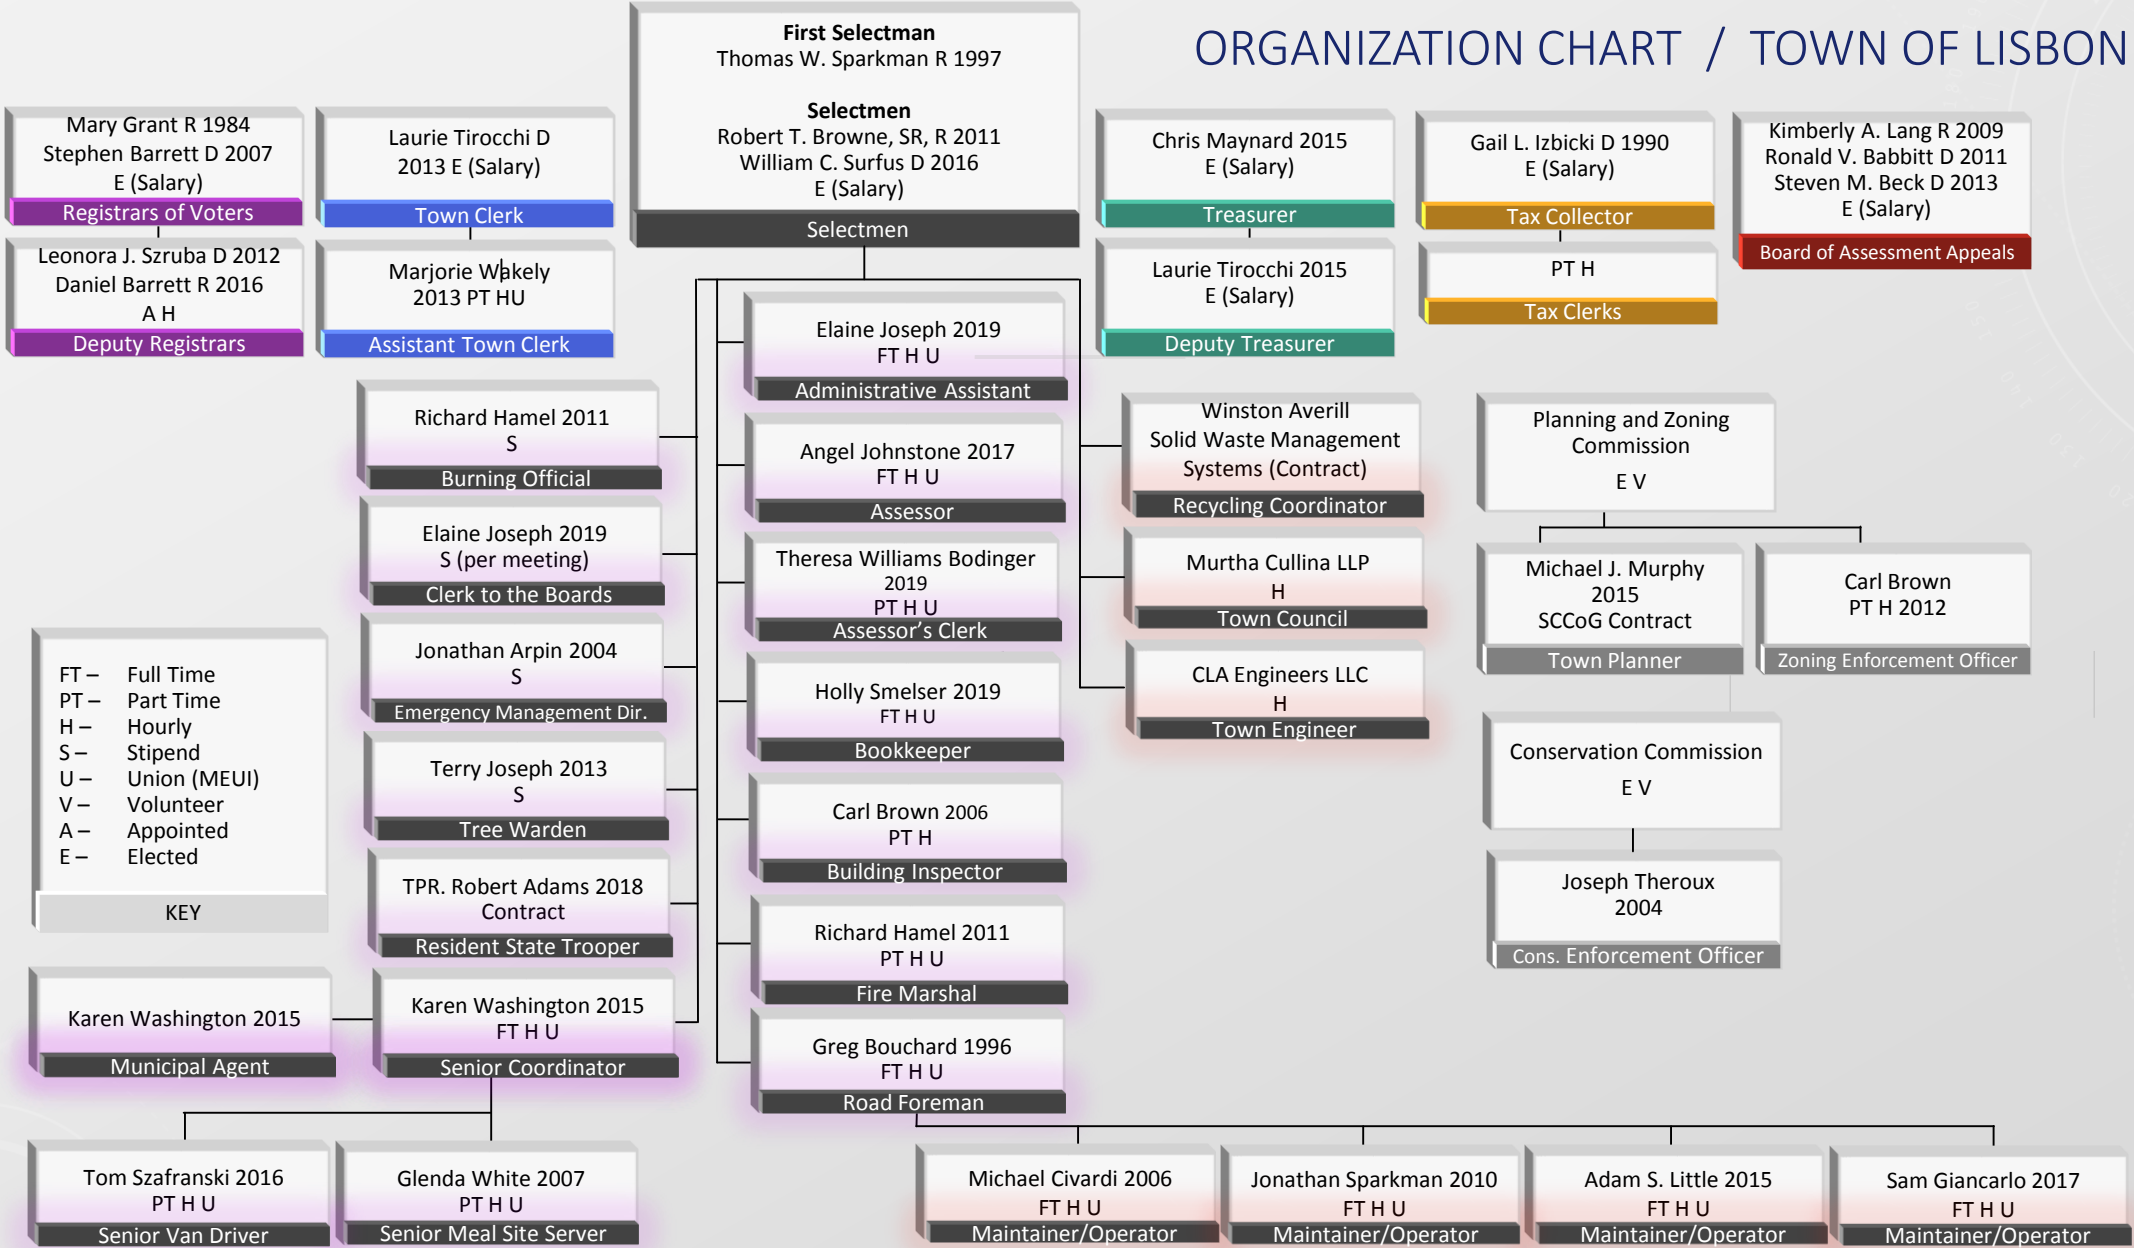 ORGANIZATION CHART / TOWN OF LISBON
First Selectman
Thomas W. Sparkman R 1997
Selectmen
Robert T. Browne, SR, R 2011
William C. Surfus D 2016
E (Salary)
Selectmen
Mary Grant R 1984
Stephen Barrett D 2007
E (Salary)
Registrars of Voters
Leonora J. Szruba D 2012
Daniel Barrett R 2016
A H
Deputy Registrars
Laurie Tirocchi D
2013 E (Salary)
Town Clerk
Marjorie Wakely
2013 PT HU
Assistant Town Clerk
Chris Maynard 2015
E (Salary)
Treasurer
Laurie Tirocchi 2015
E (Salary)
Deputy Treasurer
Gail L. Izbicki D 1990
E (Salary)
Tax Collector
PT H
Tax Clerks
Kimberly A. Lang R 2009
Ronald V. Babbitt D 2011
Steven M. Beck D 2013
E (Salary)
Board of Assessment Appeals
Richard Hamel 2011
S
Burning Official
Elaine Joseph 2019
S (per meeting)
Clerk to the Boards
Jonathan Arpin 2004
S
Emergency Management Dir.
Terry Joseph 2013
S
Tree Warden
TPR. Robert Adams 2018
Contract
Resident State Trooper
Karen Washington 2015
FT H U
Senior Coordinator
Karen Washington 2015
Municipal Agent
Tom Szafranski 2016
PT H U
Senior Van Driver
Glenda White 2007
PT H U
Senior Meal Site Server
Elaine Joseph 2019
FT H U
Administrative Assistant
Angel Johnstone 2017
FT H U
Assessor
Theresa Williams Bodinger
2019
PT H U
Assessor’s Clerk
Holly Smelser 2019
FT H U
Bookkeeper
Carl Brown 2006
PT H
Building Inspector
Richard Hamel 2011
PT H U
Fire Marshal
Greg Bouchard 1996
FT H U
Road Foreman
Michael Civardi 2006
FT H U
Maintainer/Operator
Jonathan Sparkman 2010
FT H U
Maintainer/Operator
Adam S. Little 2015
FT H U
Maintainer/Operator
Sam Giancarlo 2017
FT H U
Maintainer/Operator
Winston Averill
Solid Waste Management
Systems (Contract)
Recycling Coordinator
Murtha Cullina LLP
H
Town Council
CLA Engineers LLC
H
Town Engineer
Planning and Zoning
Commission
E V
Michael J. Murphy
2015
SCCoG Contract
Town Planner
Carl Brown
PT H 2012
Zoning Enforcement Officer
Conservation Commission
E V
Joseph Theroux
2004
Cons. Enforcement Officer
FT – Full Time
PT – Part Time
H – Hourly
S – Stipend
U – Union (MEUI)
V – Volunteer
A – Appointed
E – Elected
KEY